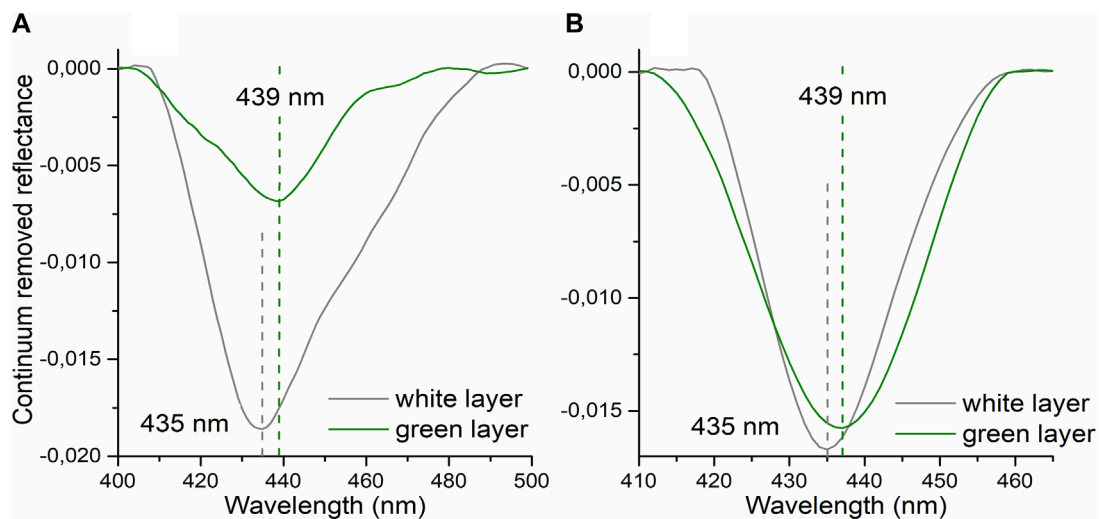 A
Continuum removed reflectance
0,000
-0,005
-0,010
-0,015
-0,020
439 nm
435 nm
white layer
green layer
400
420
440
460
480
500
Wavelength (nm)
B
0,000
-0,005
-0,010
-0,015
439 nm
435 nm
white layer
green layer
410
420
430
440
450
460
Wavelength (nm)